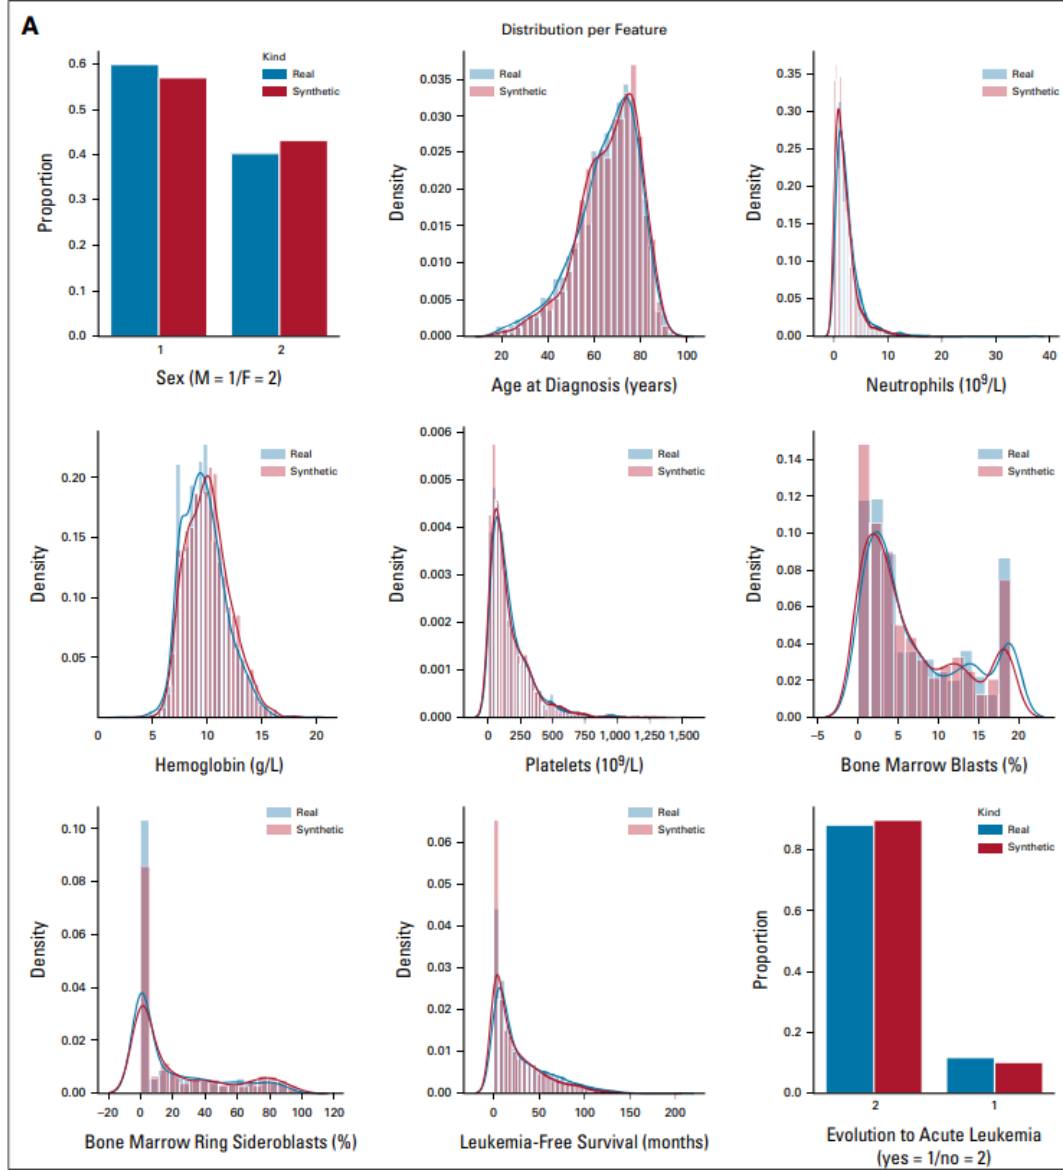 A
Distribution per Feature
Kind
Real
Synthetic
Proportion
0.6
0.5
0.4
0.3
0.2
0.1
0.0
1 2
Sex (M = 1/F = 2)
Real
Synthetic
Density
0.035
0.030
0.025
0.020
0.015
0.010
0.005
0.000
20 40 60 80 100
Age at Diagnosis (years)
Real
Synthetic
Density
0.35
0.30
0.25
0.20
0.15
0.10
0.05
0.00
0 10 20 30 40
Neutrophils (10⁹/L)
Real
Synthetic
Density
0.20
0.15
0.10
0.05
0 5 10 15 20
Hemoglobin (g/L)
Real
Synthetic
Density
0.006
0.005
0.004
0.003
0.002
0.001
0.000
0 250 500 750 1,000 1,250 1,500
Platelets (10⁹/L)
Real
Synthetic
Density
0.14
0.12
0.10
0.08
0.06
0.04
0.02
0.00
−5 0 5 10 15 20
Bone Marrow Blasts (%)
Real
Synthetic
Density
0.10
0.08
0.06
0.04
0.02
0.00
−20 0 20 40 60 80 100 120
Bone Marrow Ring Sideroblasts (%)
Real
Synthetic
Density
0.06
0.05
0.04
0.03
0.02
0.01
0.00
0 50 100 150 200
Leukemia-Free Survival (months)
Kind
Real
Synthetic
Proportion
0.8
0.6
0.4
0.2
0.0
2 1
Evolution to Acute Leukemia
(yes = 1/no = 2)